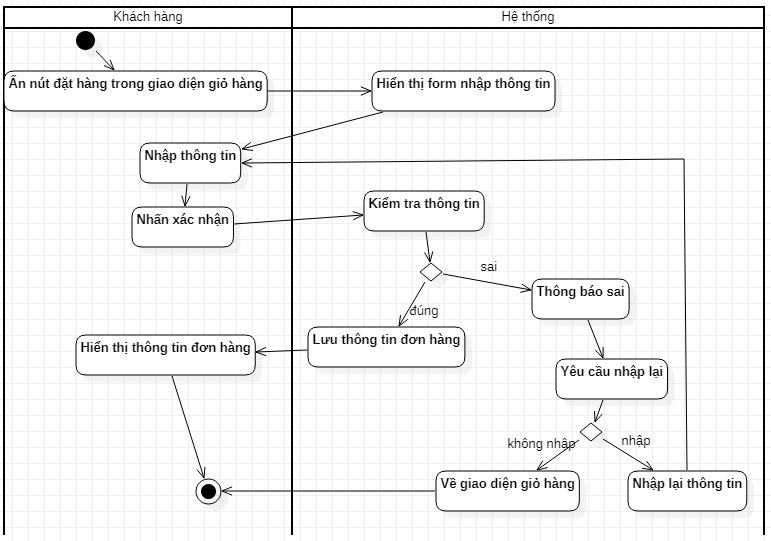 Khách hàng
Hệ thống
Ấn nút đặt hàng trong giao diện giỏ hàng
Hiển thị form nhập thông tin
Nhập thông tin
Nhấn xác nhận
Kiểm tra thông tin
sai
Thông báo sai
đúng
Lưu thông tin đơn hàng
Hiển thị thông tin đơn hàng
Yêu cầu nhập lại
không nhập
nhập
Về giao diện giỏ hàng
Nhập lại thông tin